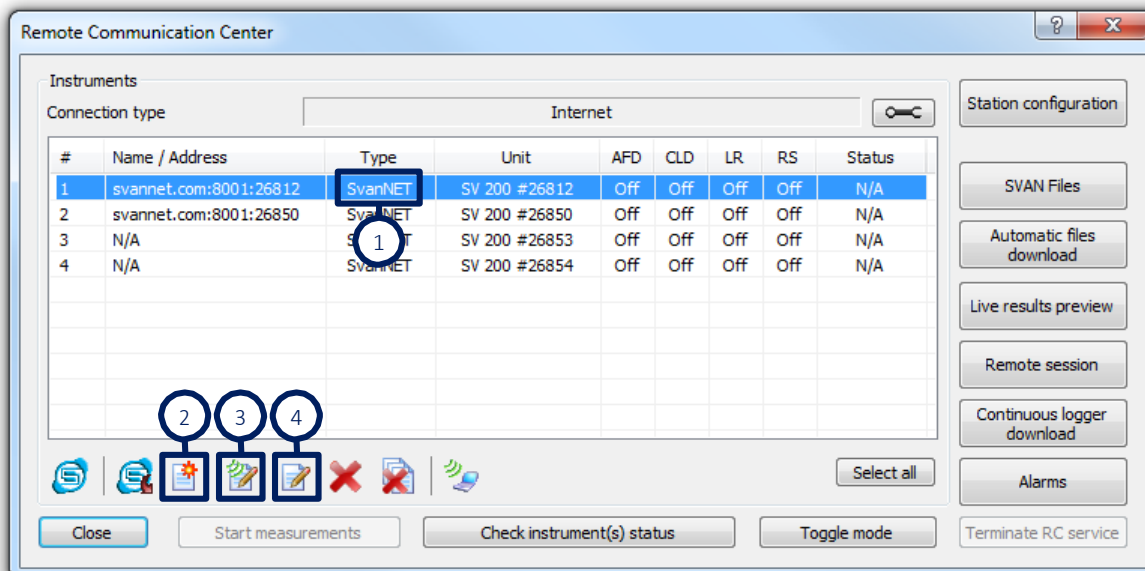 Remote Communication Center
Instruments
Connection type Internet
Station configuration
# Name / Address Type Unit AFD CLD LR RS Status
1 svannet.com:8001:26812 SvanNET SV 200 #26812 Off Off Off Off N/A
2 svannet.com:8001:26850 SvanNET SV 200 #26850 Off Off Off Off N/A
3 N/A SvanNET SV 200 #26853 Off Off Off Off N/A
4 N/A SvanNET SV 200 #26854 Off Off Off Off N/A
1
SVAN Files
Automatic files
download
Live results preview
Remote session
Continuous logger
download
Alarms
2 3 4
Select all
Close Start measurements Check instrument(s) status Toggle mode Terminate RC service